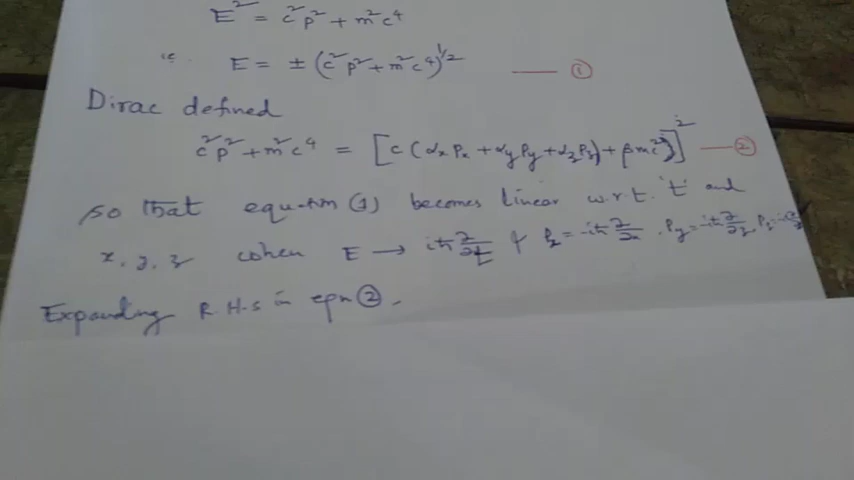 E² = c²p² + m²c⁴
i.e. E = ± (c²p² + m²c⁴)^1/2 —— ①
Dirac defined
c²p² + m²c⁴ = [c (αx Px + αy Py + αz Pz) + βmc²)]² —— ②
so that equation (1) becomes linear w.r.t. 't' and
x, y, z when E → iħ ∂/∂t & Px = -iħ ∂/∂x, Py = -iħ ∂/∂y, Pz = -iħ ∂/∂z
Expanding R.H.S in eqn ②.